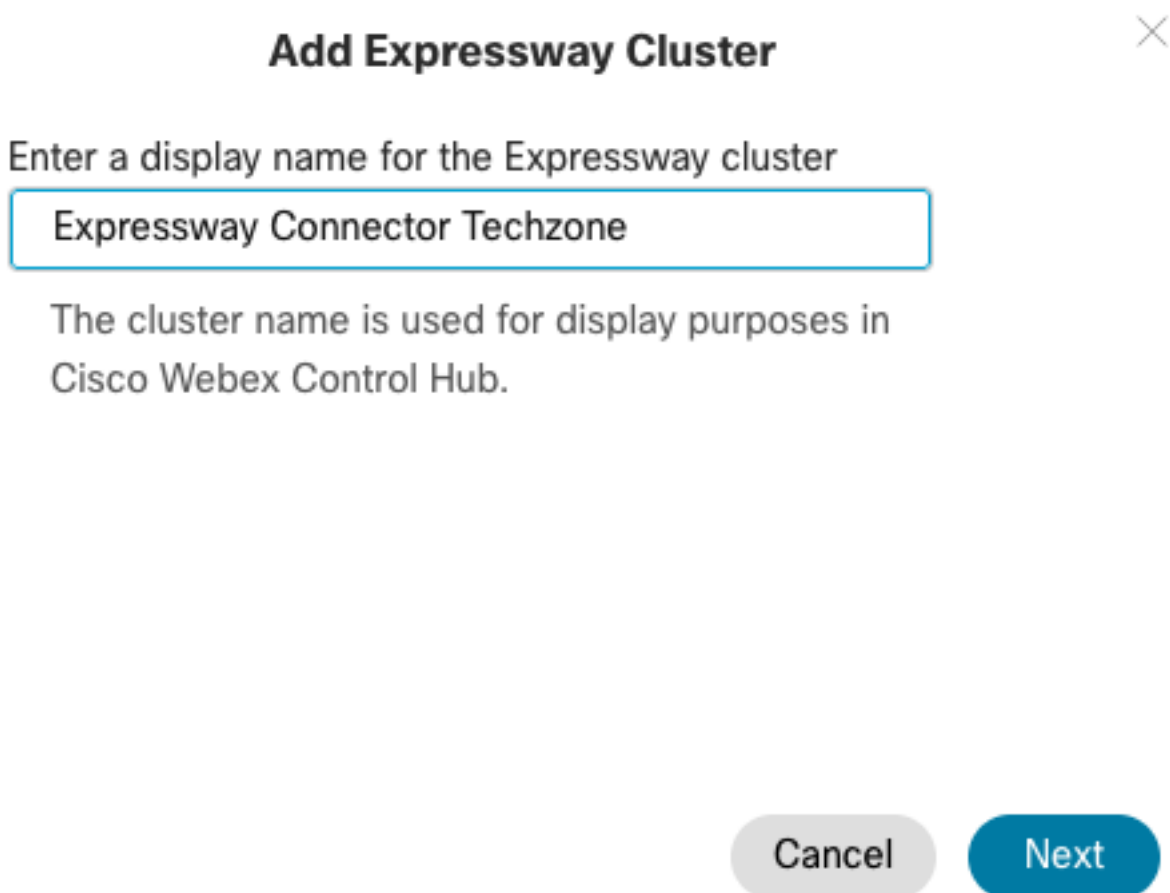 Add Expressway Cluster
Enter a display name for the Expressway cluster
Expressway Connector Techzone
The cluster name is used for display purposes in
Cisco Webex Control Hub.
Cancel
Next